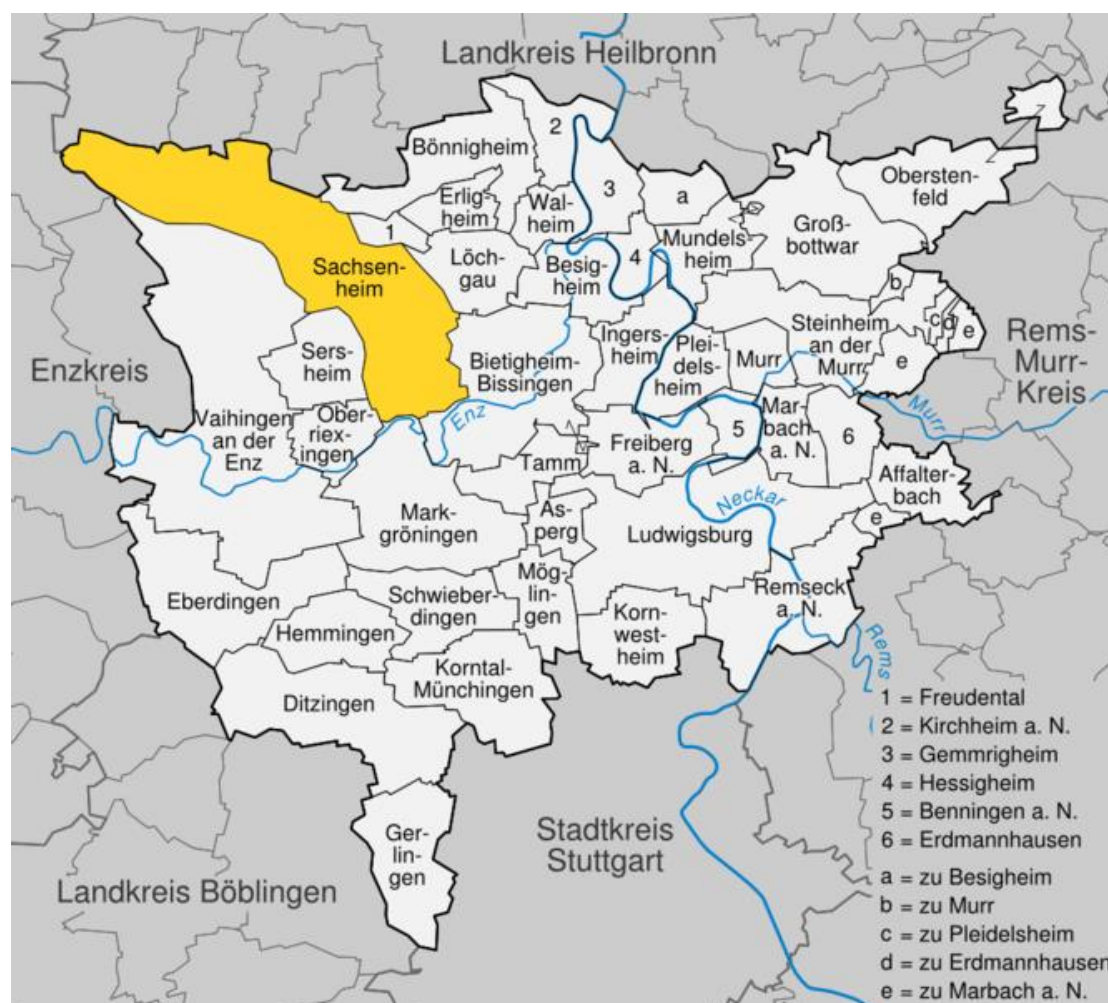 Landkreis Heilbronn
2
Bönnigheim
3
a
Obersten-
feld
Erlig-
heim
Wal-
heim
Groß-
bottwar
1
Mundels-
heim
Löch-
gau
Besig-
heim
4
Sachsen-
heim
b
c
d
e
Steinheim
an der
Murr
e
Rems-
Murr-
Kreis
Ingers-
heim
Plei-
dels-
heim
Murr
Enzkreis
Sers-
heim
Bietigheim-
Bissingen
Vaihingen
an der
Enz
Ober-
riex-
ingen
Enz
Mar-
bach
a. N.
Murr
5
6
Freiberg
a. N.
Tamm
Affalter-
bach
Neckar
Mark-
gröningen
As-
perg
Ludwigsburg
e
Eberdingen
Schwieber-
dingen
Mög-
lin-
gen
Remseck
a. N.
Hemmingen
Korn-
west-
heim
Rems
Korntal-
Münchingen
Ditzingen
Ger-
lin-
gen
Stadtkreis
Stuttgart
Landkreis Böblingen
1 = Freudental
2 = Kirchheim a. N.
3 = Gemmrigheim
4 = Hessigheim
5 = Benningen a. N.
6 = Erdmannhausen
a = zu Besigheim
b = zu Murr
c = zu Pleidelsheim
d = zu Erdmannhausen
e = zu Marbach a. N.